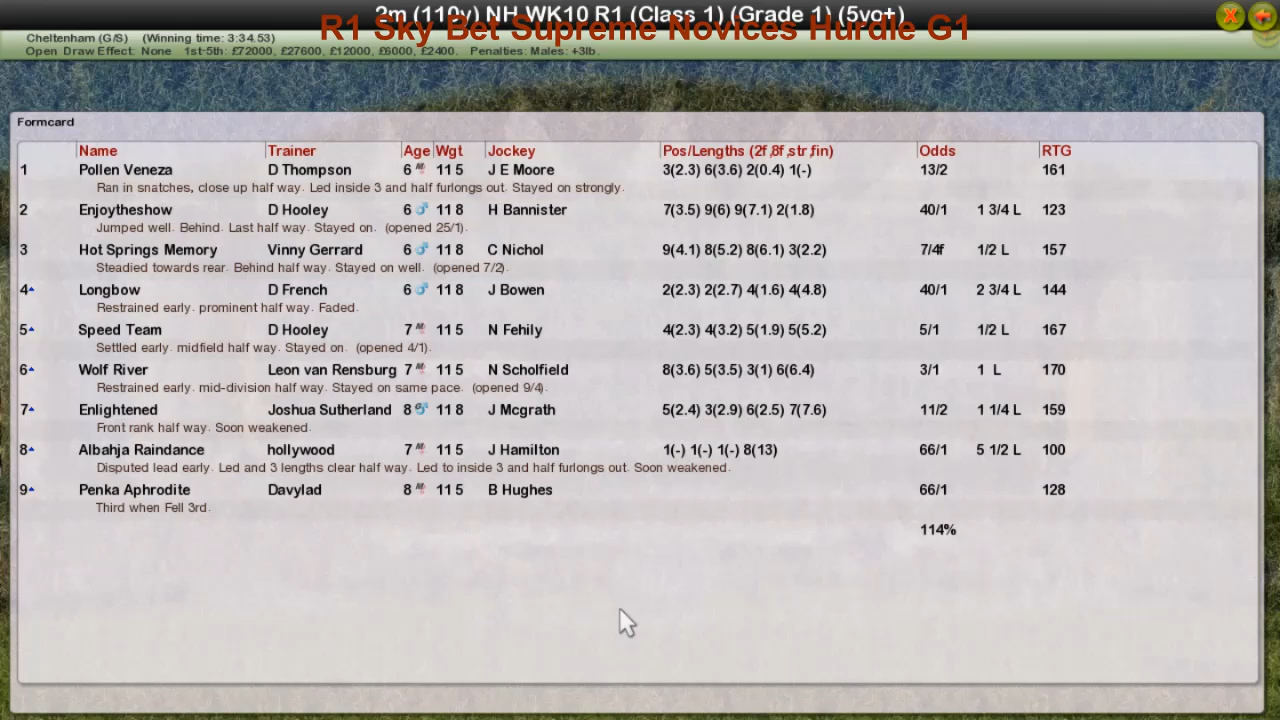 2m (110y) NH WK10 R1 (Class 1) (Grade 1) (5yo+)
R1 Sky Bet Supreme Novices Hurdle G1
Cheltenham (G/S) (Winning time: 3:34.53)
Open Draw Effect: None 1st-5th: £72000, £27600, £12000, £6000, £2400. Penalties: Males: +3lb.
Formcard
Name Trainer Age Wgt Jockey Pos/Lengths (2f,8f,str,fin) Odds RTG
1 Pollen Veneza D Thompson 6 11 5 J E Moore 3(2.3) 6(3.6) 2(0.4) 1(-) 13/2 161
Ran in snatches, close up half way. Led inside 3 and half furlongs out. Stayed on strongly.
2 Enjoytheshow D Hooley 6 11 8 H Bannister 7(3.5) 9(6) 9(7.1) 2(1.8) 40/1 1 3/4 L 123
Jumped well. Behind. Last half way. Stayed on. (opened 25/1).
3 Hot Springs Memory Vinny Gerrard 6 11 8 C Nichol 9(4.1) 8(5.2) 8(6.1) 3(2.2) 7/4f 1/2 L 157
Steadied towards rear. Behind half way. Stayed on well. (opened 7/2).
4 Longbow D French 6 11 8 J Bowen 2(2.3) 2(2.7) 4(1.6) 4(4.8) 40/1 2 3/4 L 144
Restrained early. prominent half way. Faded.
5 Speed Team D Hooley 7 11 5 N Fehily 4(2.3) 4(3.2) 5(1.9) 5(5.2) 5/1 1/2 L 167
Settled early. midfield half way. Stayed on. (opened 4/1).
6 Wolf River Leon van Rensburg 7 11 5 N Scholfield 8(3.6) 5(3.5) 3(1) 6(6.4) 3/1 1 L 170
Restrained early. mid-division half way. Stayed on same pace. (opened 9/4).
7 Enlightened Joshua Sutherland 8 11 8 J Mcgrath 5(2.4) 3(2.9) 6(2.5) 7(7.6) 11/2 1 1/4 L 159
Front rank half way. Soon weakened.
8 Albahja Raindance hollywood 7 11 5 J Hamilton 1(-) 1(-) 1(-) 8(13) 66/1 5 1/2 L 100
Disputed lead early. Led and 3 lengths clear half way. Led to inside 3 and half furlongs out. Soon weakened.
9 Penka Aphrodite Davylad 8 11 5 B Hughes 66/1 128
Third when Fell 3rd.
114%